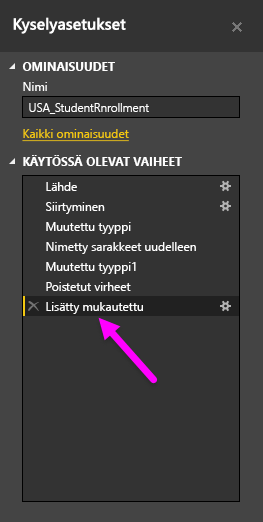 Kyselyasetukset
OMINAISUUDET
Nimi
USA_StudentRnrollment
Kaikki ominaisuudet
KÄYTÖSSÄ OLEVAT VAIHEET
Lähde
Siirtyminen
Muutettu tyyppi
Nimetty sarakkeet uudelleen
Muutettu tyyppi1
Poistetut virheet
Lisätty mukautettu